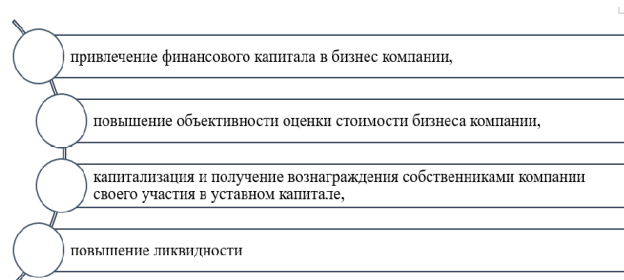 привлечение финансового капитала в бизнес компании,
повышение объективности оценки стоимости бизнеса компании,
капитализация и получение вознаграждения собственниками компании
своего участия в уставном капитале,
повышение ликвидности